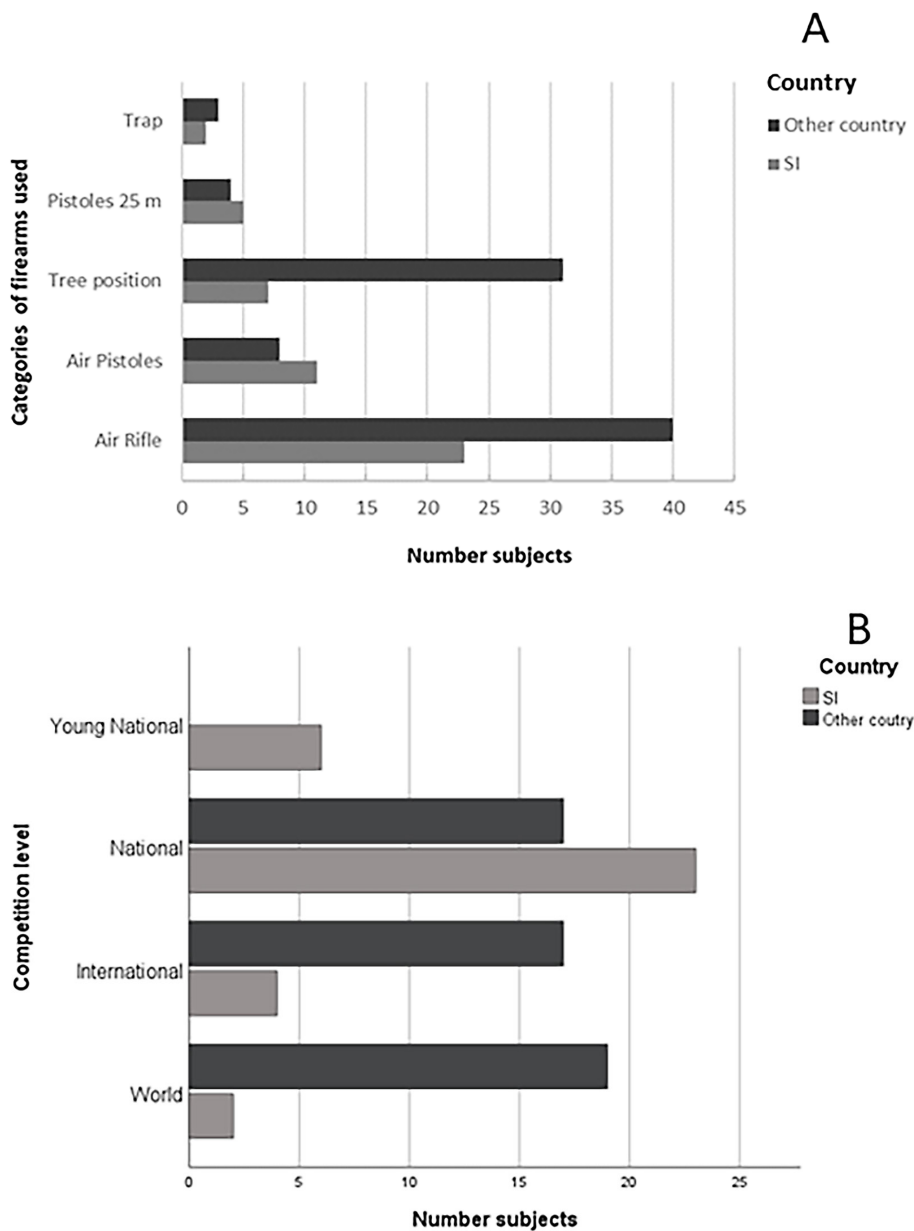 A
Country
Other country
SI
Categories of firearms used
Trap
Pistoles 25 m
Tree position
Air Pistoles
Air Rifle
0 5 10 15 20 25 30 35 40 45
Number subjects
B
Country
SI
Other coutry
Competition level
Young National
National
International
World
0 5 10 15 20 25
Number subjects